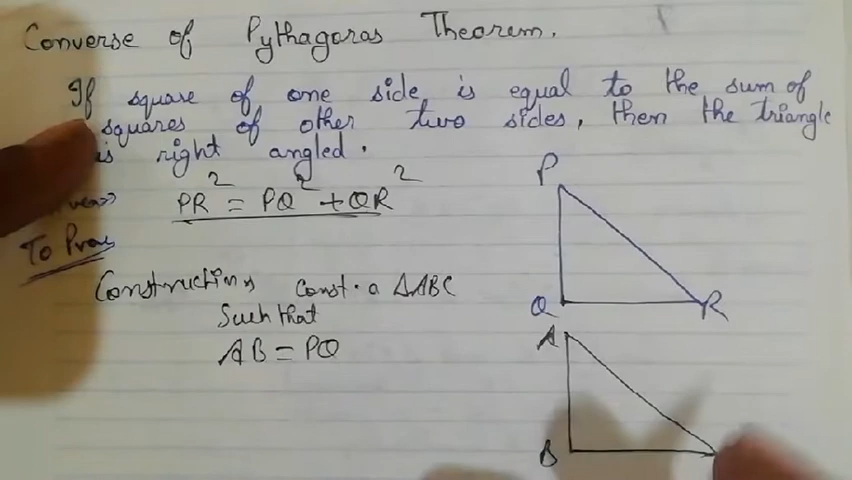 Converse of Pythagoras Theorem.
If square of one side is equal to the sum of
squares of other two sides, then the triangle
is right angled.
PR² = PQ² + QR²
To Prove
Construction const. a ΔABC
Such that
AB = PQ
P
Q
R
A
B